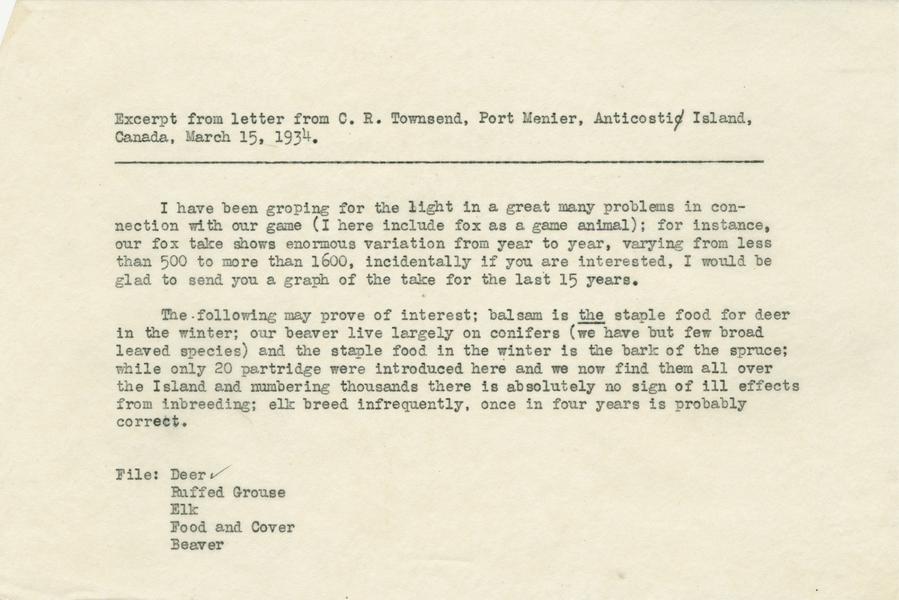 Excerpt from letter from C. R. Townsend, Port Menier, Anticosti Island,
Canada, March 15, 1934.
I have been groping for the light in a great many problems in con-
nection with our game (I here include fox as a game animal); for instance,
our fox take shows enormous variation from year to year, varying from less
than 500 to more than 1600, incidentally if you are interested, I would be
glad to send you a graph of the take for the last 15 years.
The following may prove of interest; balsam is the staple food for deer
in the winter; our beaver live largely on conifers (we have but few broad
leaved species) and the staple food in the winter is the bark of the spruce;
while only 20 partridge were introduced here and we now find them all over
the Island and numbering thousands there is absolutely no sign of ill effects
from inbreeding; elk breed infrequently, once in four years is probably
correct.
File: Deer ✓
Ruffed Grouse
Elk
Food and Cover
Beaver